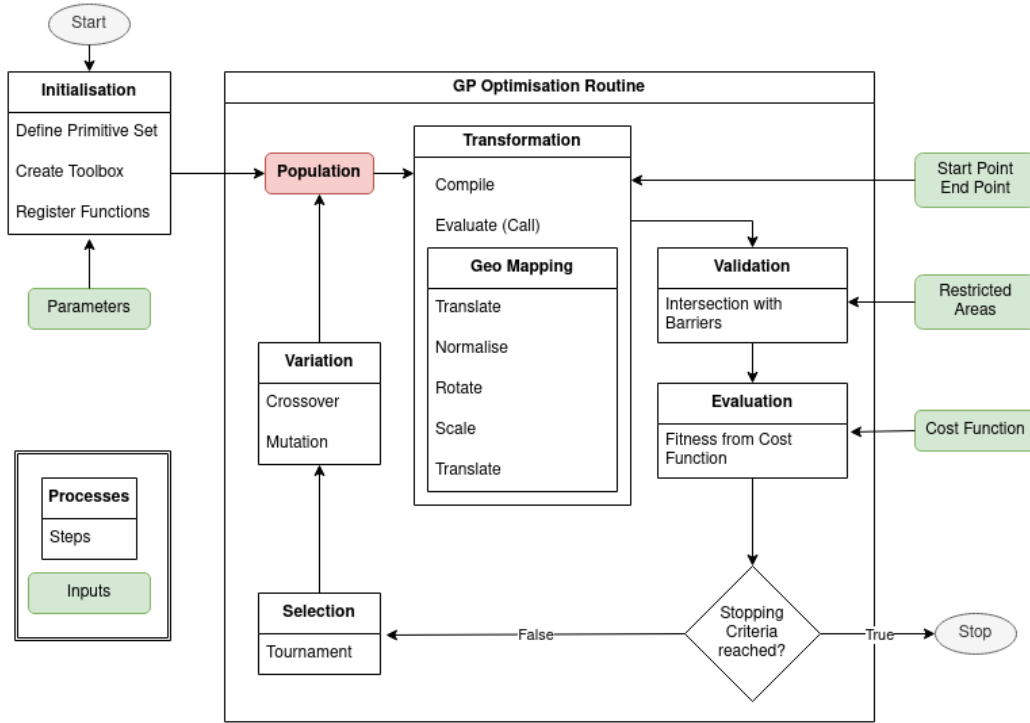 Start
Initialisation
Define Primitive Set
Create Toolbox
Register Functions
Parameters
GP Optimisation Routine
Population
Transformation
Compile
Evaluate (Call)
Geo Mapping
Translate
Normalise
Rotate
Scale
Translate
Start Point
End Point
Validation
Intersection with
Barriers
Restricted
Areas
Evaluation
Fitness from Cost
Function
Cost Function
Variation
Crossover
Mutation
Processes
Steps
Inputs
Selection
Tournament
False
Stopping
Criteria
reached?
True
Stop